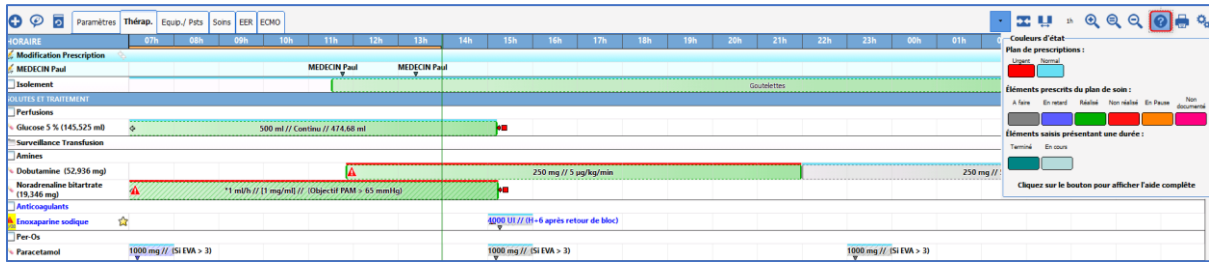 Paramètres Thérap. Equip./ Psts Soins EER ECMO 1h
HORAIRE 07h 08h 09h 10h 11h 12h 13h 14h 15h 16h 17h 18h 19h 20h 21h 22h 23h 00h 01h
Modification Prescription
MEDECIN Paul MEDECIN Paul MEDECIN Paul
Isolement Goutelettes
SOLUTES ET TRAITEMENT
Perfusions
Glucose 5 % (145,525 ml) 500 ml // Continu // 474,68 ml
Surveillance Transfusion
Amines
Dobutamine (52,936 mg) 250 mg // 5 µg/kg/min 250 mg //
Noradrenaline bitartrate
(19,346 mg) *1 ml/h // [1 mg/ml] // (Objectif PAM > 65 mmHg)
Anticoagulants
Enoxaparine sodique 4000 UI // (H+6 après retour de bloc)
Per-Os
Paracetamol 1000 mg // (Si EVA > 3) 1000 mg // (Si EVA > 3) 1000 mg // (Si EVA > 3)
Couleurs d'état
Plan de prescriptions :
Urgent Normal
Éléments prescrits du plan de soin :
A faire En retard Réalisé Non réalisé En Pause Non documenté
Éléments saisis présentant une durée :
Terminé En cours
Cliquez sur le bouton pour afficher l'aide complète